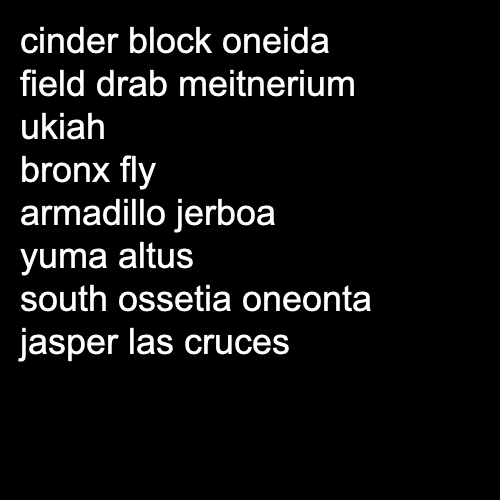 cinder block oneida
field drab meitnerium
ukiah
bronx fly
armadillo jerboa
yuma altus
south ossetia oneonta
jasper las cruces